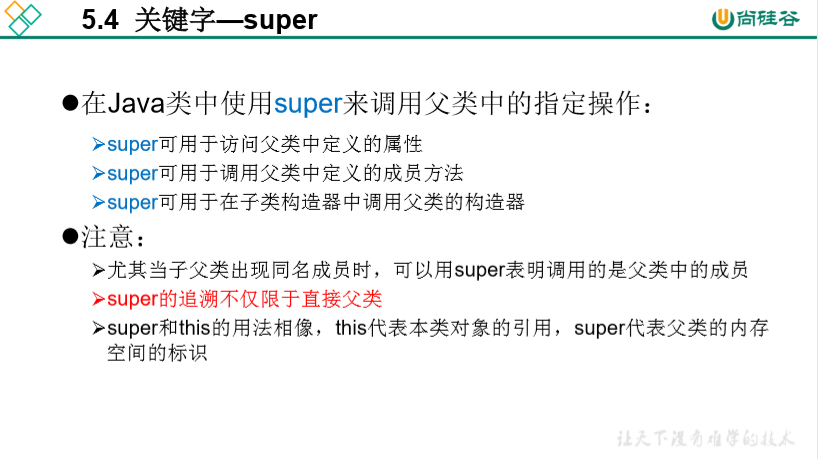 5.4 关键字—super
尚硅谷
●在Java类中使用super来调用父类中的指定操作：
➢super可用于访问父类中定义的属性
➢super可用于调用父类中定义的成员方法
➢super可用于在子类构造器中调用父类的构造器
●注意：
➢尤其当子父类出现同名成员时，可以用super表明调用的是父类中的成员
➢super的追溯不仅限于直接父类
➢super和this的用法相像，this代表本类对象的引用，super代表父类的内存
空间的标识
让天下没有难学的技术